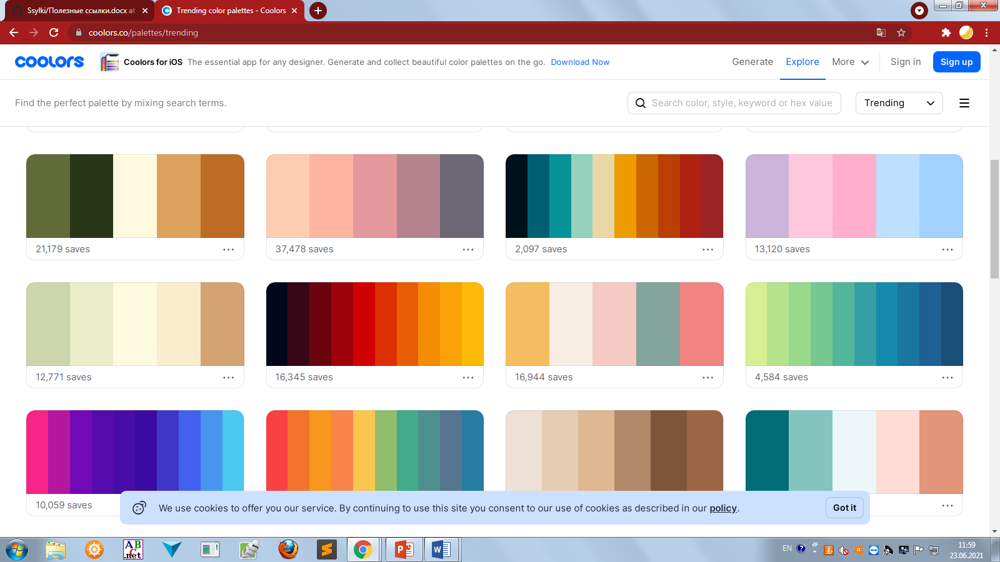 Ssylki/Полезные ссылки.docx at
Trending color palettes - Coolors
coolors.co/palettes/trending
coolors
Coolors for iOS The essential app for any designer. Generate and collect beautiful color palettes on the go. Download Now
Generate Explore More Sign in Sign up
Find the perfect palette by mixing search terms.
Search color, style, keyword or hex value
Trending
21,179 saves
37,478 saves
2,097 saves
13,120 saves
12,771 saves
16,345 saves
16,944 saves
4,584 saves
10,059 saves
We use cookies to offer you our service. By continuing to use this site you consent to our use of cookies as described in our policy.
Got it
ABC
.net
EN
11:59
23.06.2021